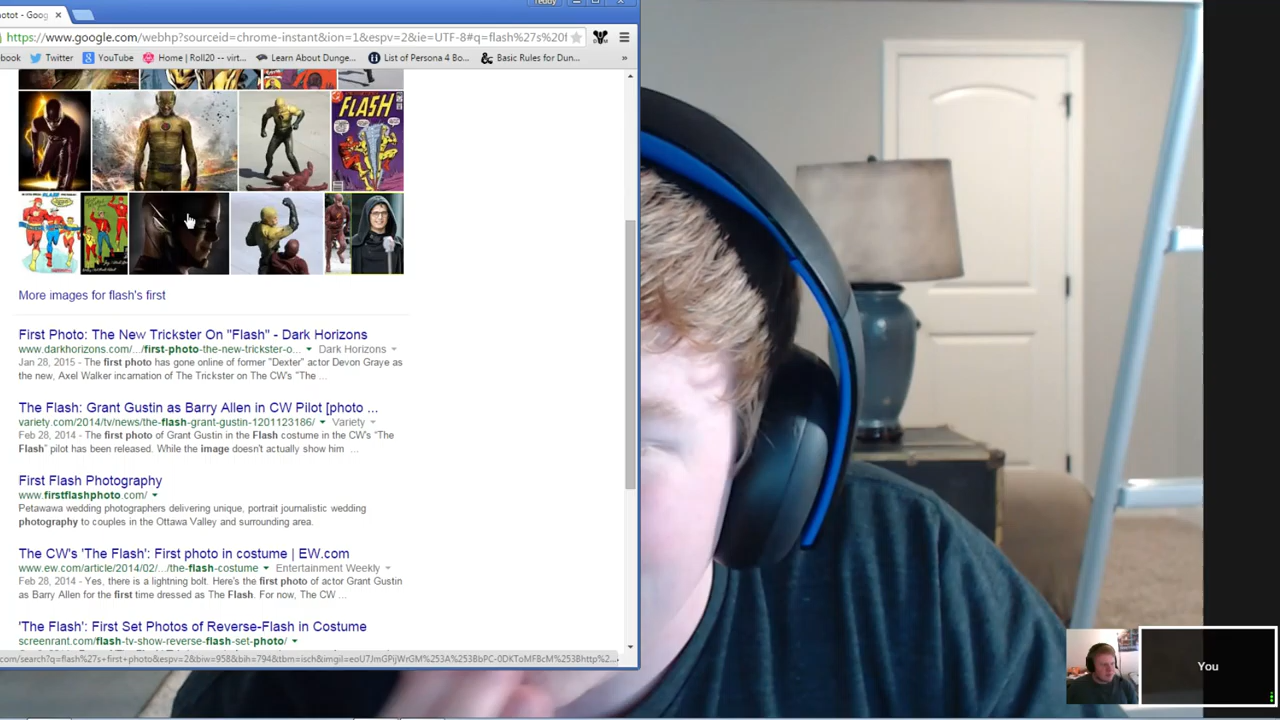 Teddy
photot - Goog
https://www.google.com/webhp?sourceid=chrome-instant&ion=1&espv=2&ie=UTF-8#q=flash%27s%20f
book Twitter YouTube Home | Roll20 -- virt... Learn About Dunge... List of Persona 4 Bo... Basic Rules for Dun... »
FLASH
More images for flash's first
First Photo: The New Trickster On "Flash" - Dark Horizons
www.darkhorizons.com/.../first-photo-the-new-trickster-o... Dark Horizons
Jan 28, 2015 - The first photo has gone online of former "Dexter" actor Devon Graye as
the new, Axel Walker incarnation of The Trickster on The CW's "The ...
The Flash: Grant Gustin as Barry Allen in CW Pilot [photo ...
variety.com/2014/tv/news/the-flash-grant-gustin-1201123186/ Variety
Feb 28, 2014 - The first photo of Grant Gustin in the Flash costume in the CW's "The
Flash" pilot has been released. While the image doesn't actually show him ...
First Flash Photography
www.firstflashphoto.com/
Petawawa wedding photographers delivering unique, portrait journalistic wedding
photography to couples in the Ottawa Valley and surrounding area.
The CW's 'The Flash': First photo in costume | EW.com
www.ew.com/article/2014/02/.../the-flash-costume Entertainment Weekly
Feb 28, 2014 - Yes, there is a lightning bolt. Here's the first photo of actor Grant Gustin
as Barry Allen for the first time dressed as The Flash. For now, The CW ...
'The Flash': First Set Photos of Reverse-Flash in Costume
screenrant.com/flash-tv-show-reverse-flash-set-photo/
You